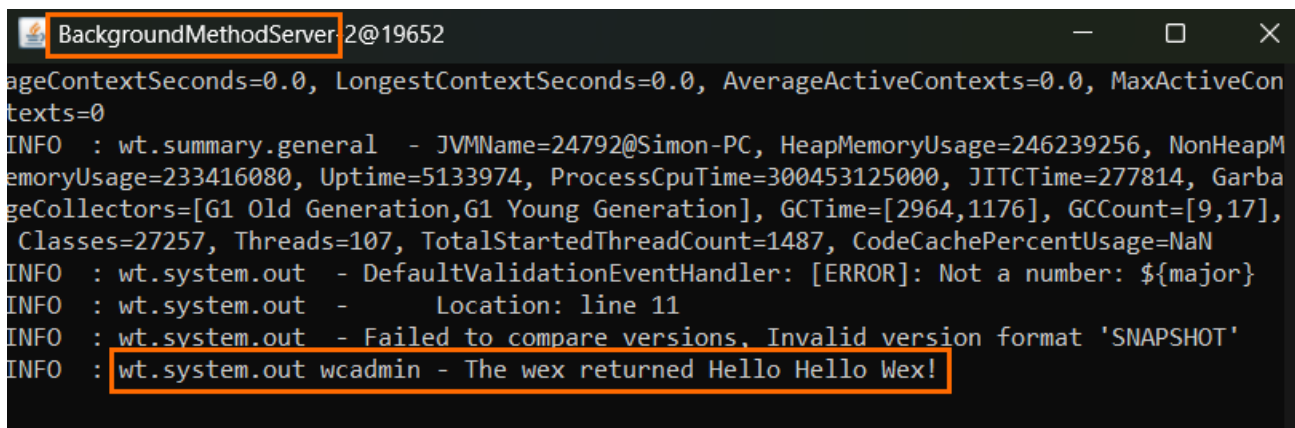 BackgroundMethodServer-2@19652
ageContextSeconds=0.0, LongestContextSeconds=0.0, AverageActiveContexts=0.0, MaxActiveCon
texts=0
INFO  : wt.summary.general  - JVMName=24792@Simon-PC, HeapMemoryUsage=246239256, NonHeapM
emoryUsage=233416080, Uptime=5133974, ProcessCpuTime=300453125000, JITCTime=277814, Garba
geCollectors=[G1 Old Generation,G1 Young Generation], GCTime=[2964,1176], GCCount=[9,17],
 Classes=27257, Threads=107, TotalStartedThreadCount=1487, CodeCachePercentUsage=NaN
INFO  : wt.system.out  - DefaultValidationEventHandler: [ERROR]: Not a number: ${major}
INFO  : wt.system.out  -      Location: line 11
INFO  : wt.system.out  - Failed to compare versions, Invalid version format 'SNAPSHOT'
INFO  : wt.system.out wcadmin - The wex returned Hello Hello Wex!